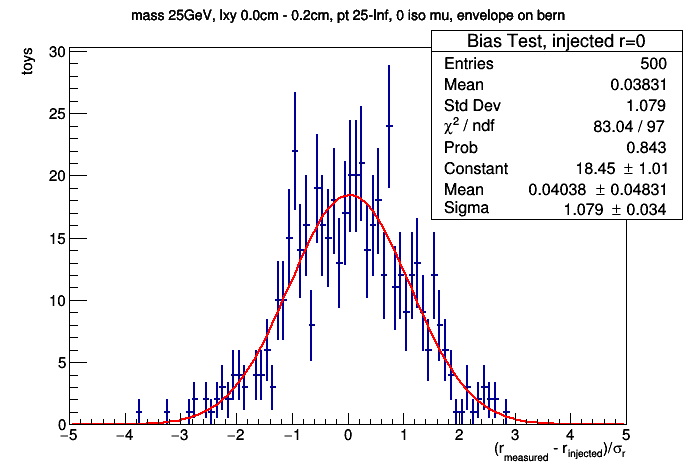 mass 25GeV, lxy 0.0cm - 0.2cm, pt 25-Inf, 0 iso mu, envelope on bern
Bias Test, injected r=0
Entries 500
Mean 0.03831
Std Dev 1.079
χ² / ndf 83.04 / 97
Prob 0.843
Constant 18.45 ± 1.01
Mean 0.04038 ± 0.04831
Sigma 1.079 ± 0.034
toys
30
25
20
15
10
5
0
−5 −4 −3 −2 −1 0 1 2 3 4 5
(r_measured - r_injected)/σ_r